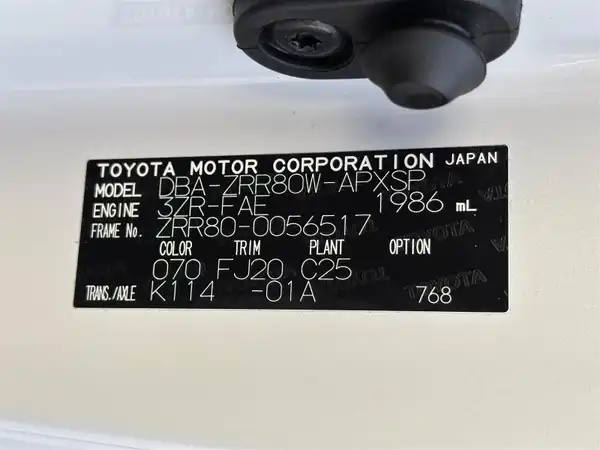 TOYOTA MOTOR CORPORATION JAPAN
MODEL DBA-ZRR80W-APXSP
ENGINE 3ZR-FAE 1986 mL
FRAME No. ZRR80-0056517
COLOR TRIM PLANT OPTION
070 FJ20 C25
TRANS./AXLE K114 -01A 768